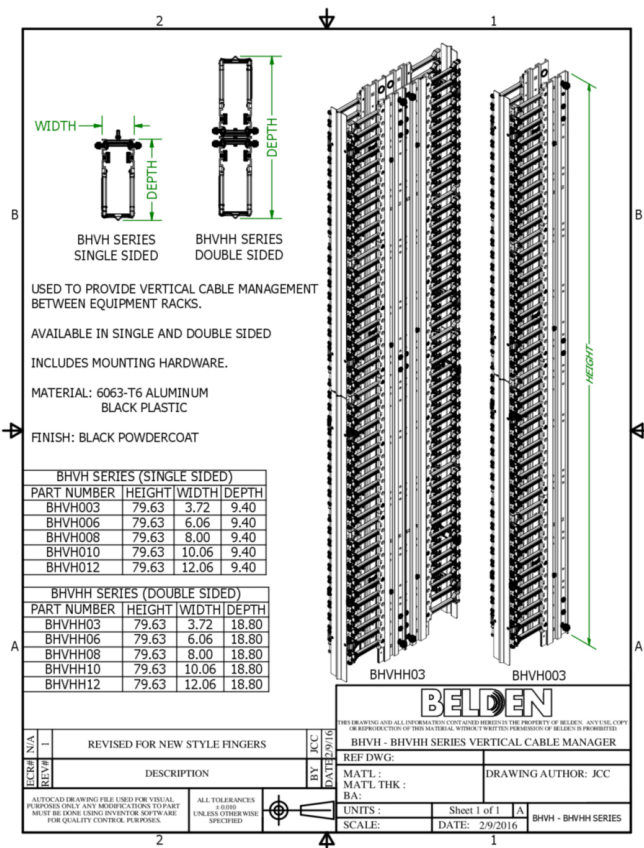 2 1
WIDTH
DEPTH
DEPTH
B B
BHVH SERIES
SINGLE SIDED
BHVHH SERIES
DOUBLE SIDED
USED TO PROVIDE VERTICAL CABLE MANAGEMENT
BETWEEN EQUIPMENT RACKS.
AVAILABLE IN SINGLE AND DOUBLE SIDED
INCLUDES MOUNTING HARDWARE.
MATERIAL: 6063-T6 ALUMINUM
BLACK PLASTIC
FINISH: BLACK POWDERCOAT
HEIGHT
BHVH SERIES (SINGLE SIDED)
PART NUMBER HEIGHT WIDTH DEPTH
BHVH003 79.63 3.72 9.40
BHVH006 79.63 6.06 9.40
BHVH008 79.63 8.00 9.40
BHVH010 79.63 10.06 9.40
BHVH012 79.63 12.06 9.40
BHVHH SERIES (DOUBLE SIDED)
PART NUMBER HEIGHT WIDTH DEPTH
BHVHH03 79.63 3.72 18.80
BHVHH06 79.63 6.06 18.80
BHVHH08 79.63 8.00 18.80
BHVHH10 79.63 10.06 18.80
BHVHH12 79.63 12.06 18.80
A A
BHVHH03
BHVH003
BELDEN
THIS DRAWING AND ALL INFORMATION CONTAINED HEREIN IS THE PROPERTY OF BELDEN. ANY USE, COPY
OR REPRODUCTION OF THIS MATERIAL WITHOUT WRITTEN PERMISSION OF BELDEN IS PROHIBITED.
BHVH - BHVHH SERIES VERTICAL CABLE MANAGER
REF DWG:
MAT'L :
MAT'L THK :
BA:
DRAWING AUTHOR: JCC
UNITS :
Sheet 1 of 1 A
BHVH - BHVHH SERIES
SCALE:
DATE: 2/9/2016
ECR# N/A
REV# 1
REVISED FOR NEW STYLE FINGERS
DESCRIPTION
BY JCC
DATE 2/9/16
AUTOCAD DRAWING FILE USED FOR VISUAL
PURPOSES ONLY ANY MODIFICATIONS TO PART
MUST BE DONE USING INVENTOR SOFTWARE
FOR QUALITY CONTROL PURPOSES.
ALL TOLERANCES
± 0.010
UNLESS OTHERWISE
SPECIFIED
2 1